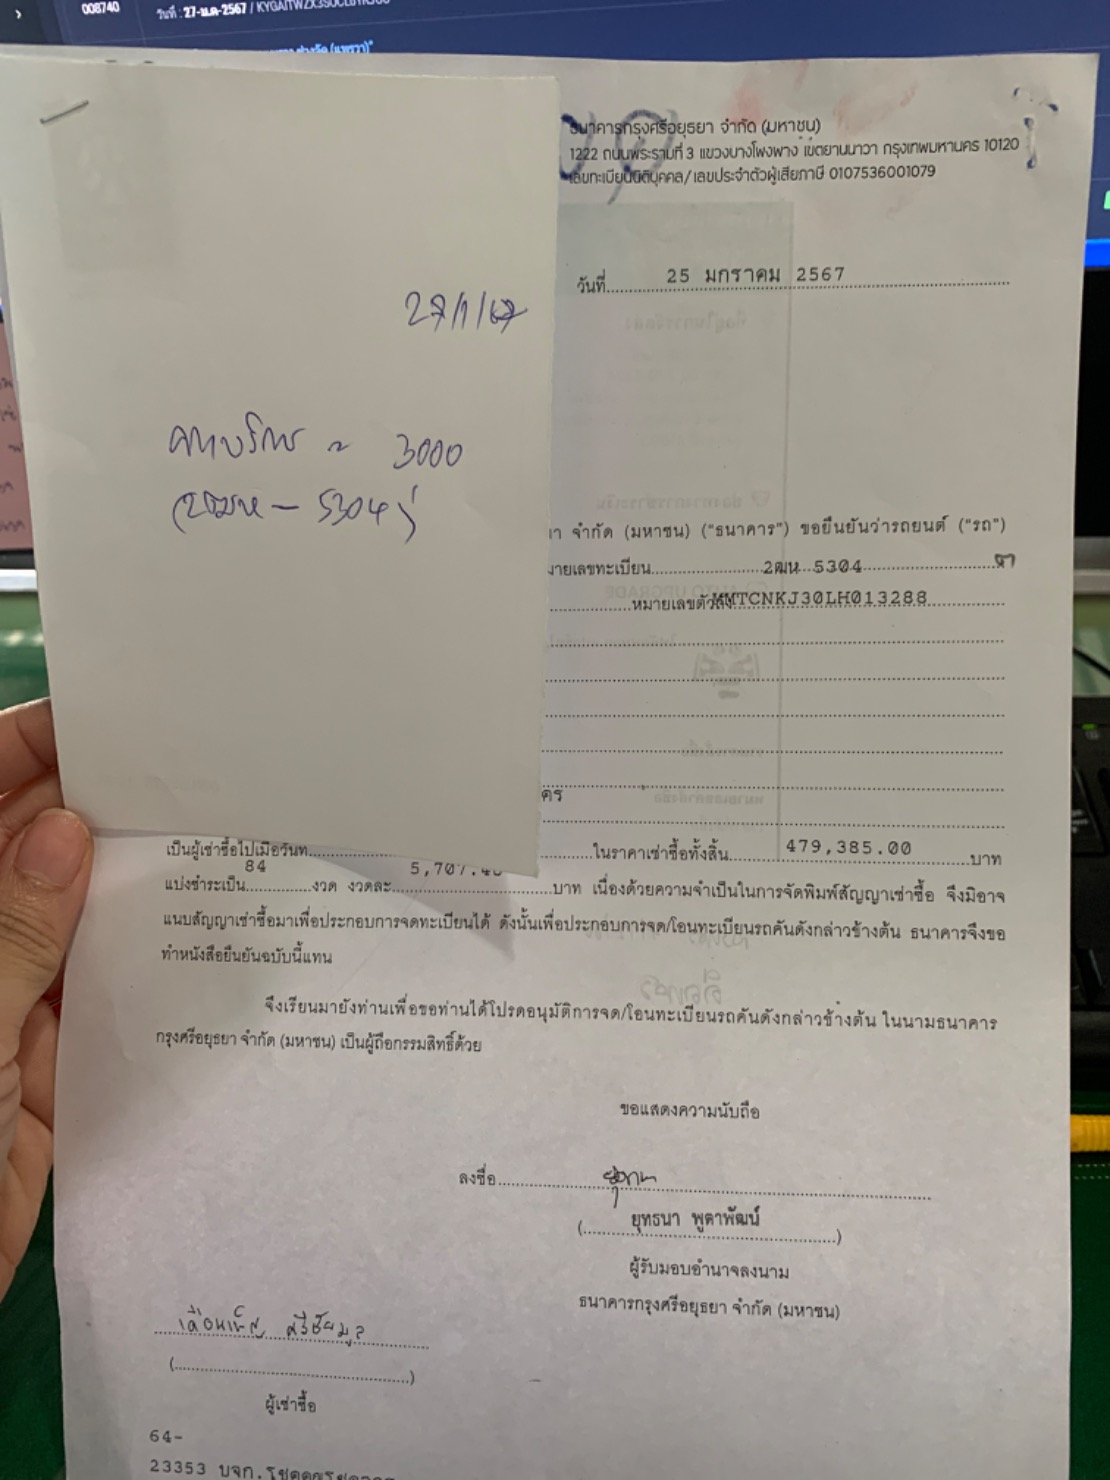 008740
วันที่ : 27-ม.ค-2567 /
ธนาคารกรุงศรีอยุธยา จำกัด (มหาชน)
1222 ถนนพระรามที่ 3 แขวงบางโพงพาง เขตยานนาวา กรุงเทพมหานคร 10120
เลขทะเบียนนิติบุคคล/เลขประจำตัวผู้เสียภาษี 0107536001079
วันที่ 25 มกราคม 2567
27/1/67
3000
5304
จำกัด (มหาชน) ("ธนาคาร") ขอยืนยันว่ารถยนต์ ("รถ")
2ฒห 5304
หมายเลขตัวถัง MMTCNKJ30LH013288
เป็นผู้เช่าซื้อไปเมื่อวันที่ ในราคาเช่าซื้อทั้งสิ้น 479,385.00 บาท
แบ่งชำระเป็น 84 งวด งวดละ บาท เนื่องด้วยความจำเป็นในการจัดพิมพ์สัญญาเช่าซื้อ จึงมิอาจ
แนบสัญญาเช่าซื้อมาเพื่อประกอบการจดทะเบียนได้ ดังนั้นเพื่อประกอบการจด/โอนทะเบียนรถคันดังกล่าวข้างต้น ธนาคารจึงขอ
ทำหนังสือยืนยันฉบับนี้แทน
จึงเรียนมายังท่านเพื่อขอท่านได้โปรดอนุมัติการจด/โอนทะเบียนรถคันดังกล่าวข้างต้น ในนามธนาคาร
กรุงศรีอยุธยา จำกัด (มหาชน) เป็นผู้ถือกรรมสิทธิ์ด้วย
ขอแสดงความนับถือ
ลงชื่อ
(ยุทธนา พูดาพัฒน์)
ผู้รับมอบอำนาจลงนาม
ธนาคารกรุงศรีอยุธยา จำกัด (มหาชน)
เดือนเพ็ญ ศรีชัยมูล
ผู้เช่าซื้อ
64-
23353 บจก.